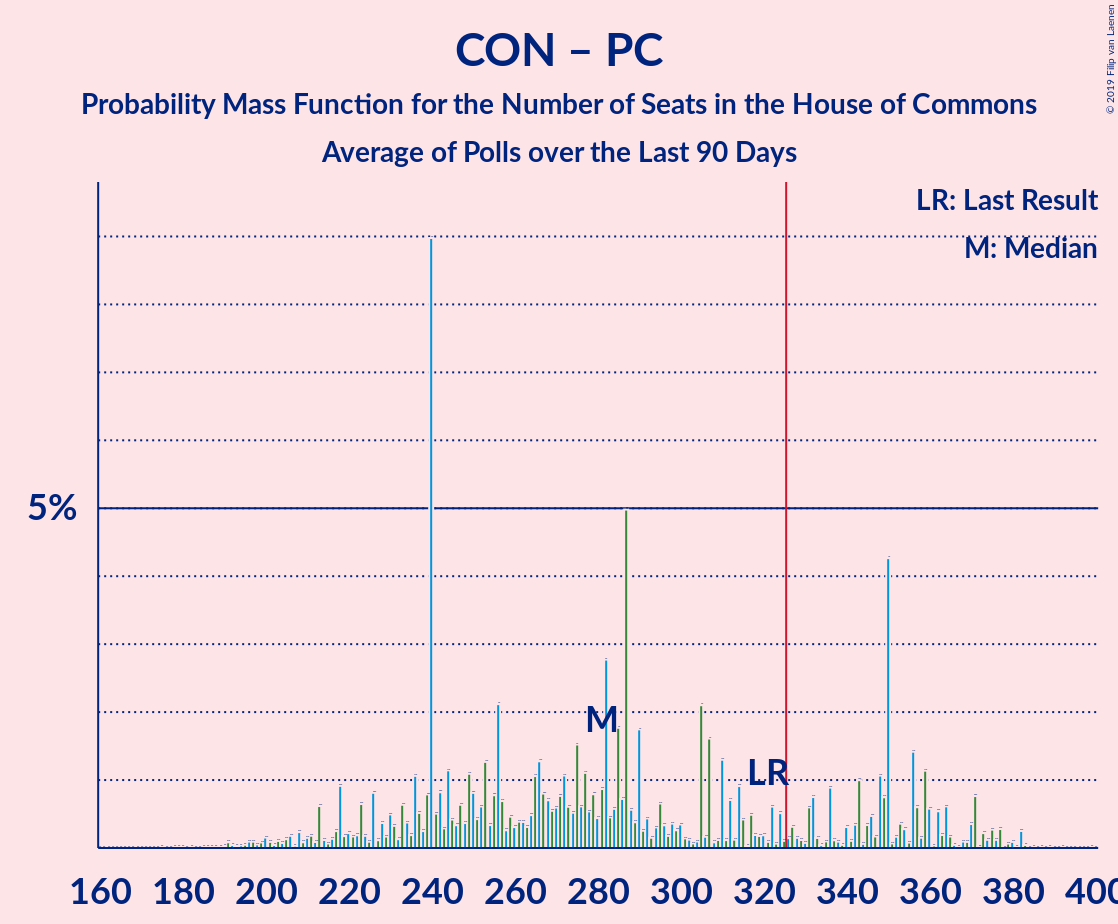 CON – PC
Probability Mass Function for the Number of Seats in the House of Commons
Average of Polls over the Last 90 Days
© 2019 Filip van Laenen
LR: Last Result
M: Median
5%
M
LR
160 180 200 220 240 260 280 300 320 340 360 380 400